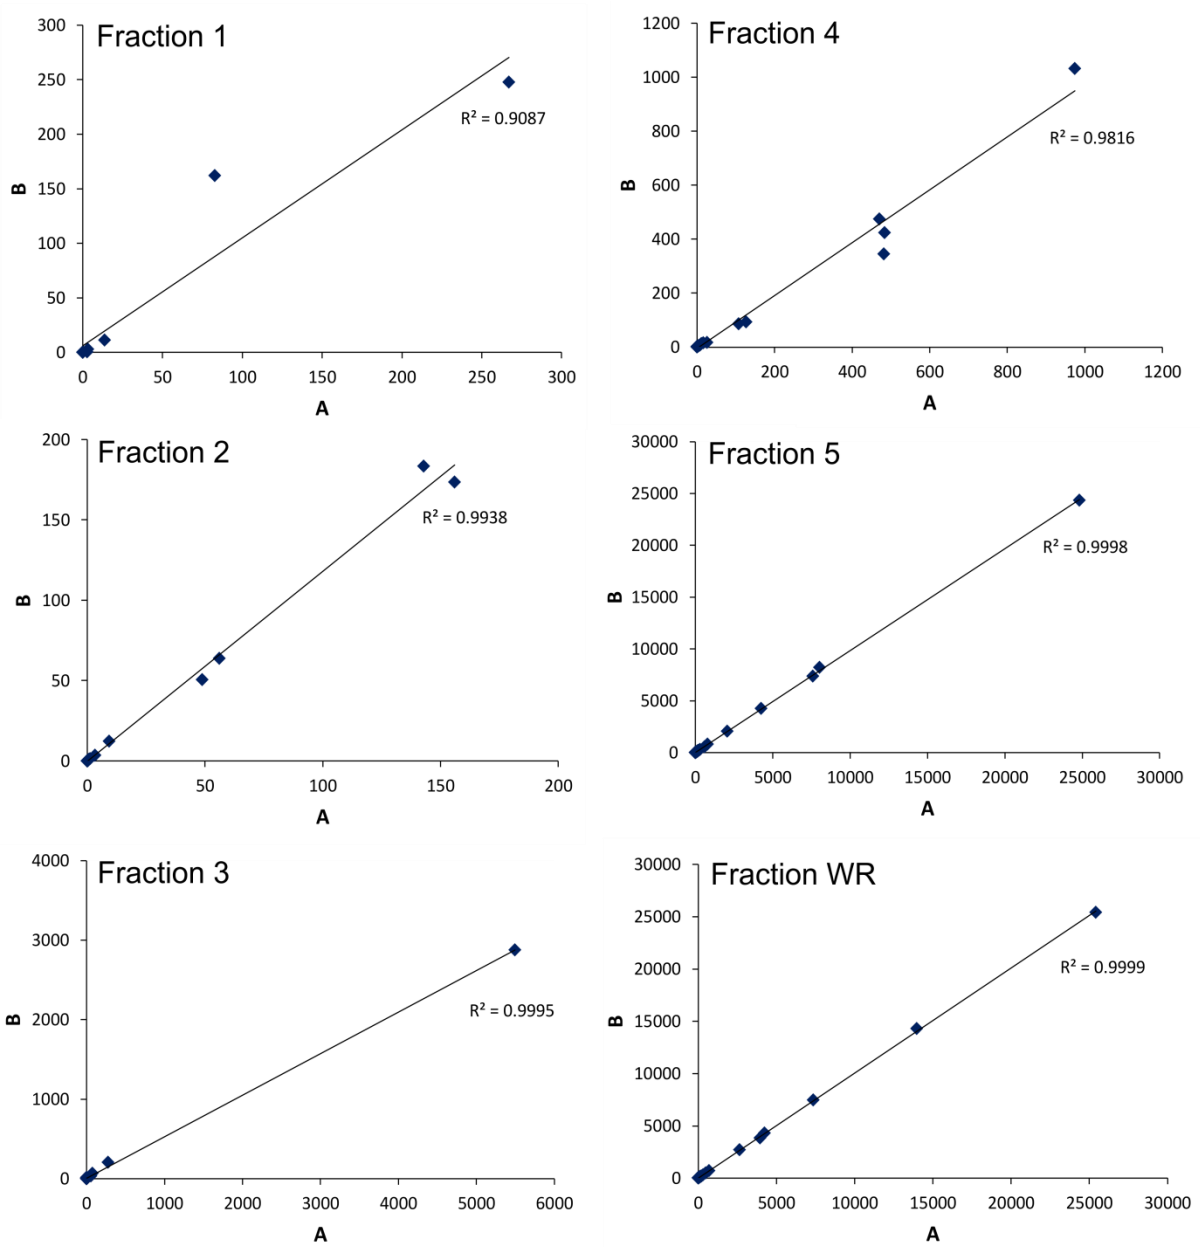 Fraction 1
300
250
200
150
100
50
0
B
R² = 0.9087
0 50 100 150 200 250 300
A
Fraction 4
1200
1000
800
600
400
200
0
B
R² = 0.9816
0 200 400 600 800 1000 1200
A
Fraction 2
200
150
100
50
0
B
R² = 0.9938
0 50 100 150 200
A
Fraction 5
30000
25000
20000
15000
10000
5000
0
B
R² = 0.9998
0 5000 10000 15000 20000 25000 30000
A
Fraction 3
4000
3000
2000
1000
0
B
R² = 0.9995
0 1000 2000 3000 4000 5000 6000
A
Fraction WR
30000
25000
20000
15000
10000
5000
0
B
R² = 0.9999
0 5000 10000 15000 20000 25000 30000
A